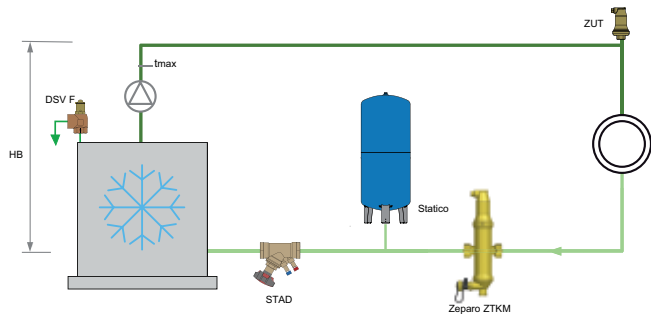 ZUT
tmax
DSV F
HB
Statico
STAD
Zeparo ZTKM